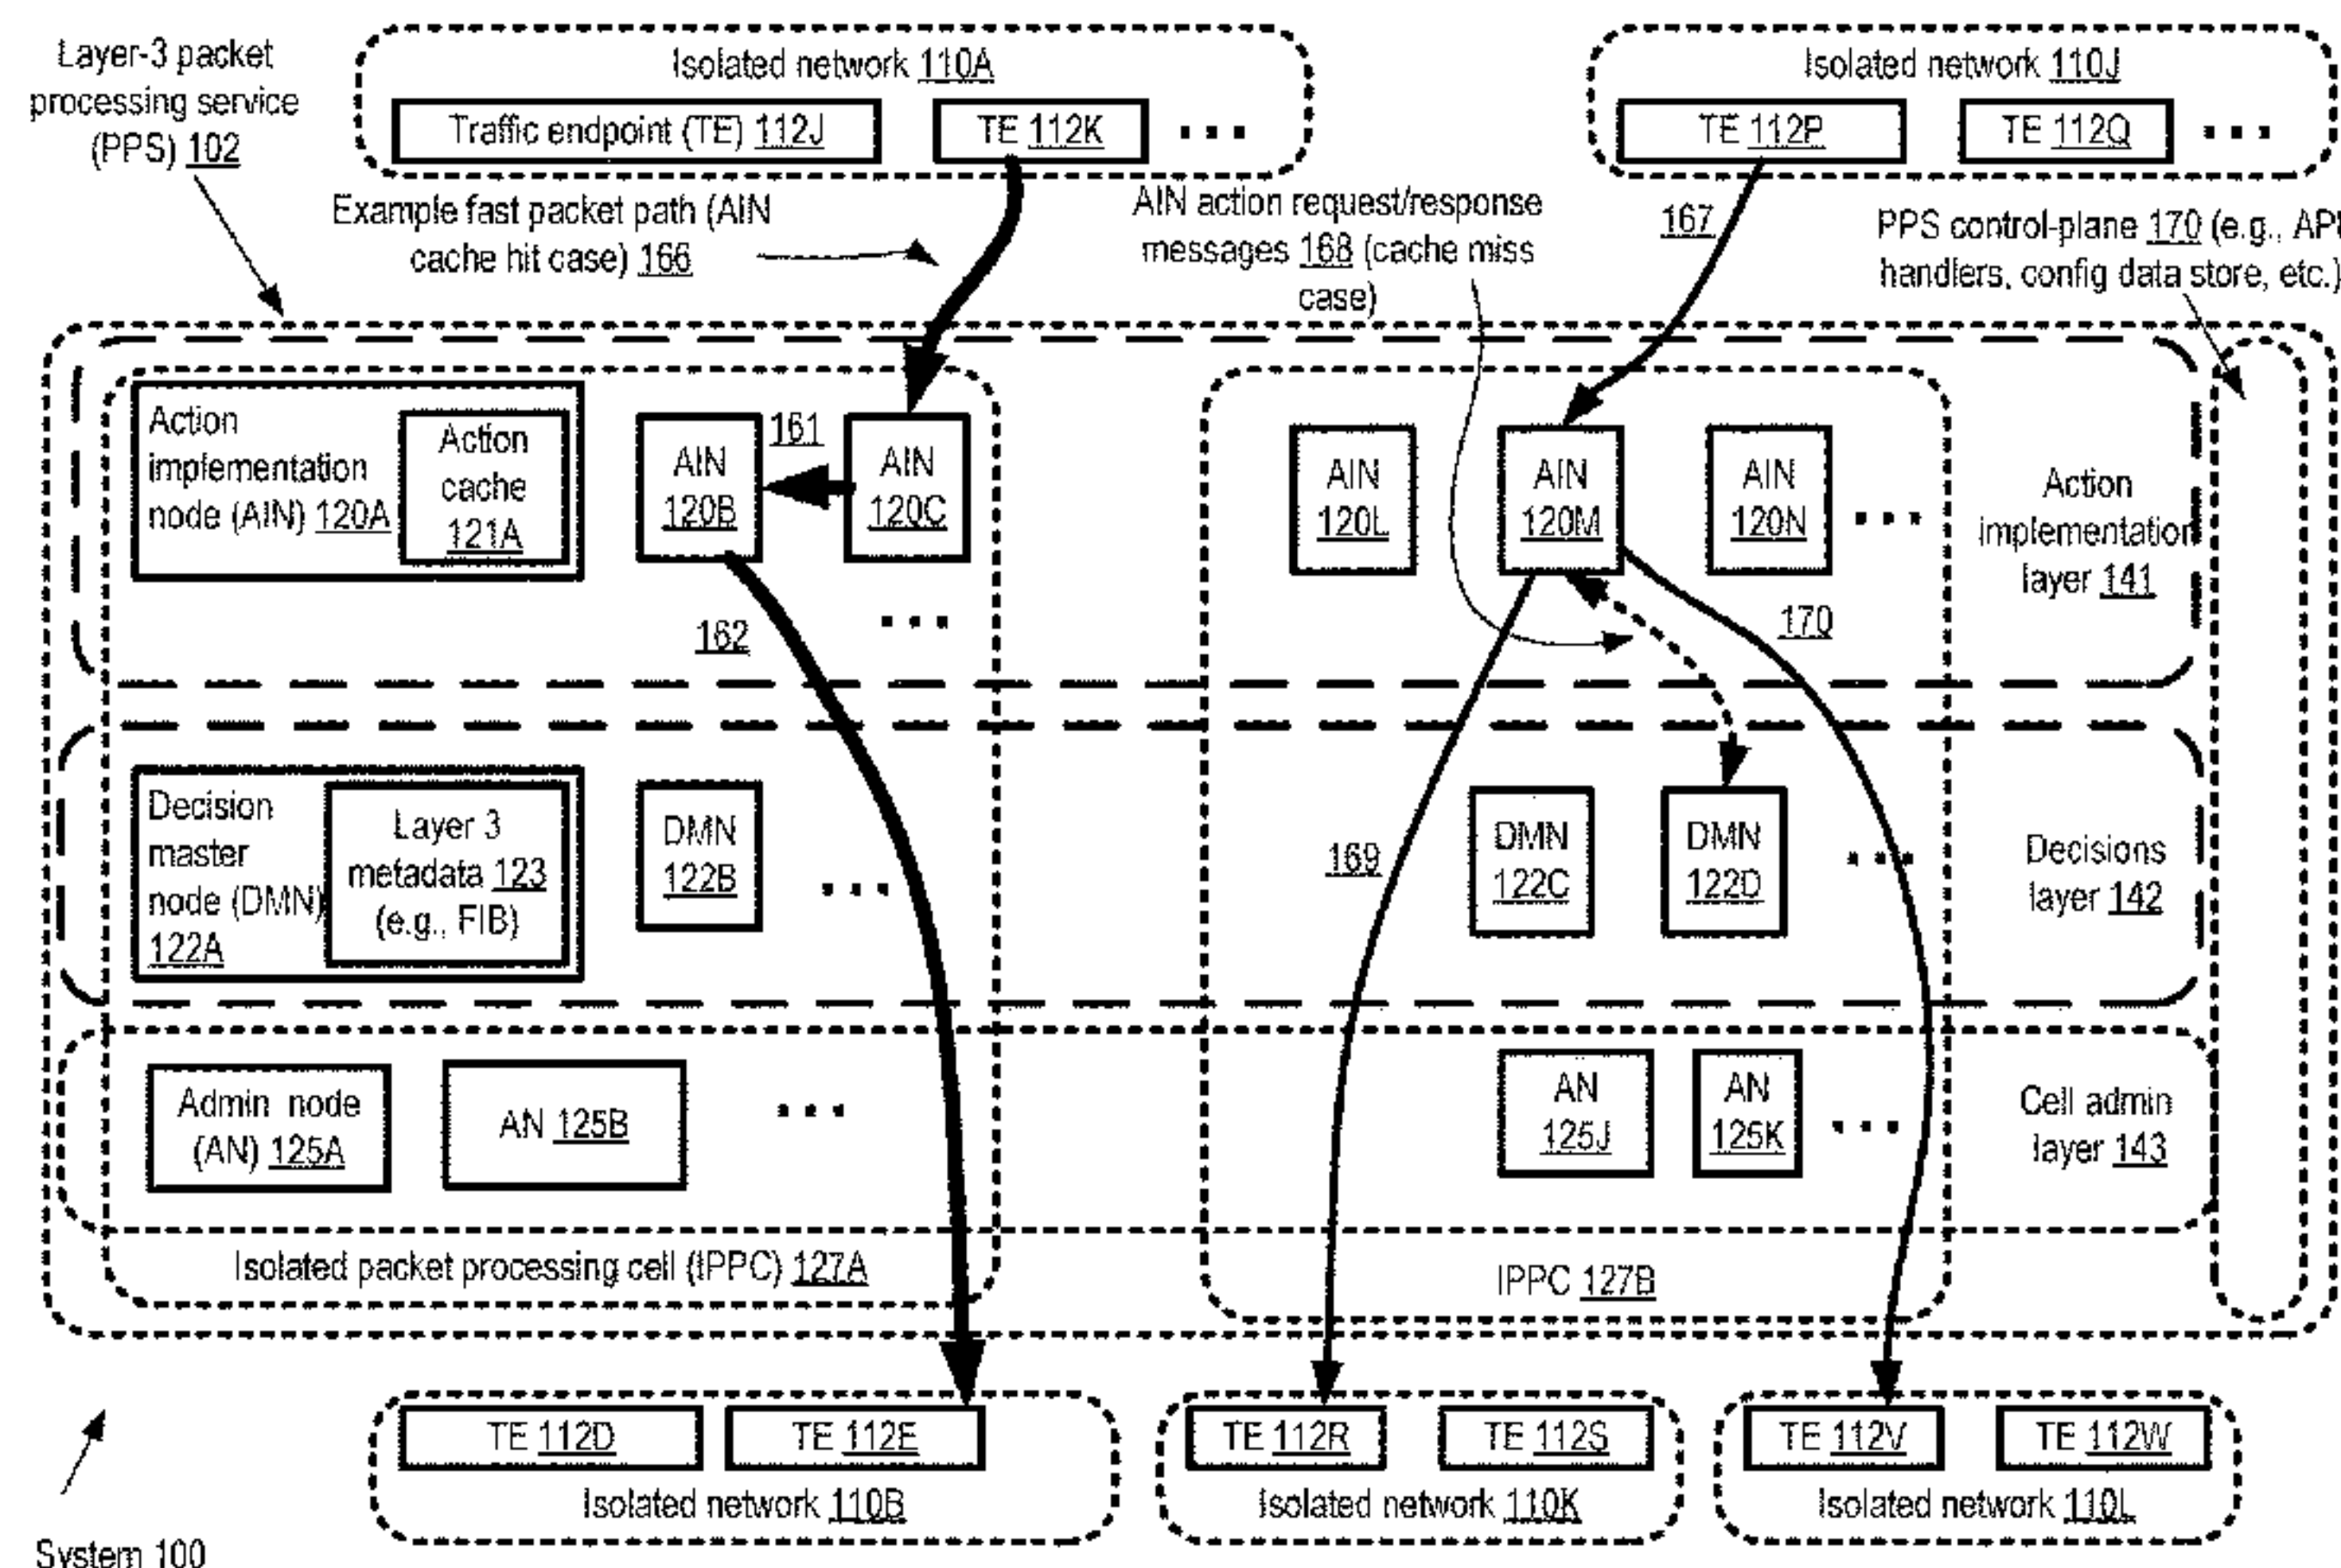 Layer-3 packet
processing service
(PPS) 102
Isolated network 110A
Traffic endpoint (TE) 112J
TE 112K
...
Isolated network 110J
TE 112P
TE 112Q
...
Example fast packet path (AIN
cache hit case) 166
AIN action request/response
messages 168 (cache miss
case)
167
PPS control-plane 170 (e.g., API
handlers, config data store, etc.)
Action
implementation
node (AIN) 120A
Action
cache
121A
AIN
120B
161
AIN
120C
...
162
AIN
120L
AIN
120M
AIN
120N
...
170
Action
implementation
layer 141
Decision
master
node (DMN)
122A
Layer 3
metadata 123
(e.g., FIB)
DMN
122B
...
169
DMN
122C
DMN
122D
...
Decisions
layer 142
Admin node
(AN) 125A
AN 125B
...
AN
125J
AN
125K
...
Cell admin
layer 143
Isolated packet processing cell (IPPC) 127A
IPPC 127B
TE 112D
TE 112E
Isolated network 110B
TE 112R
TE 112S
Isolated network 110K
TE 112V
TE 112W
Isolated network 110L
System 100